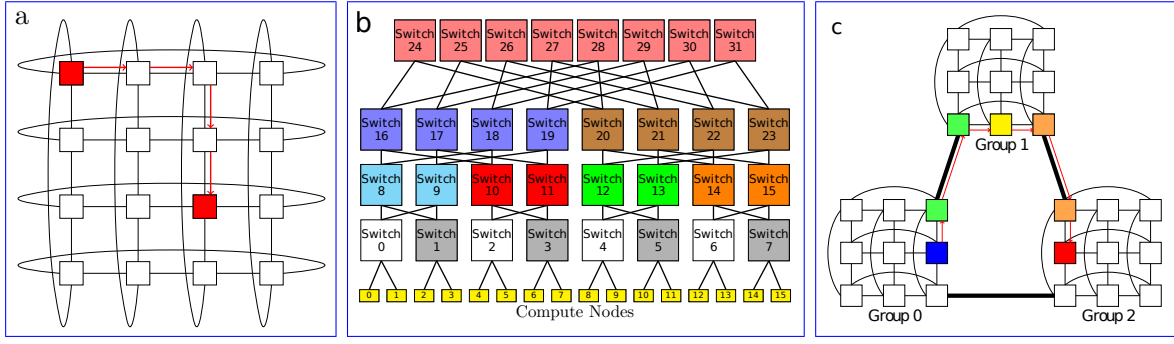 a
b
Switch 24 Switch 25 Switch 26 Switch 27 Switch 28 Switch 29 Switch 30 Switch 31
Switch 16 Switch 17 Switch 18 Switch 19 Switch 20 Switch 21 Switch 22 Switch 23
Switch 8 Switch 9 Switch 10 Switch 11 Switch 12 Switch 13 Switch 14 Switch 15
Switch 0 Switch 1 Switch 2 Switch 3 Switch 4 Switch 5 Switch 6 Switch 7
0 1 2 3 4 5 6 7 8 9 10 11 12 13 14 15
Compute Nodes
c
Group 1
Group 0 Group 2